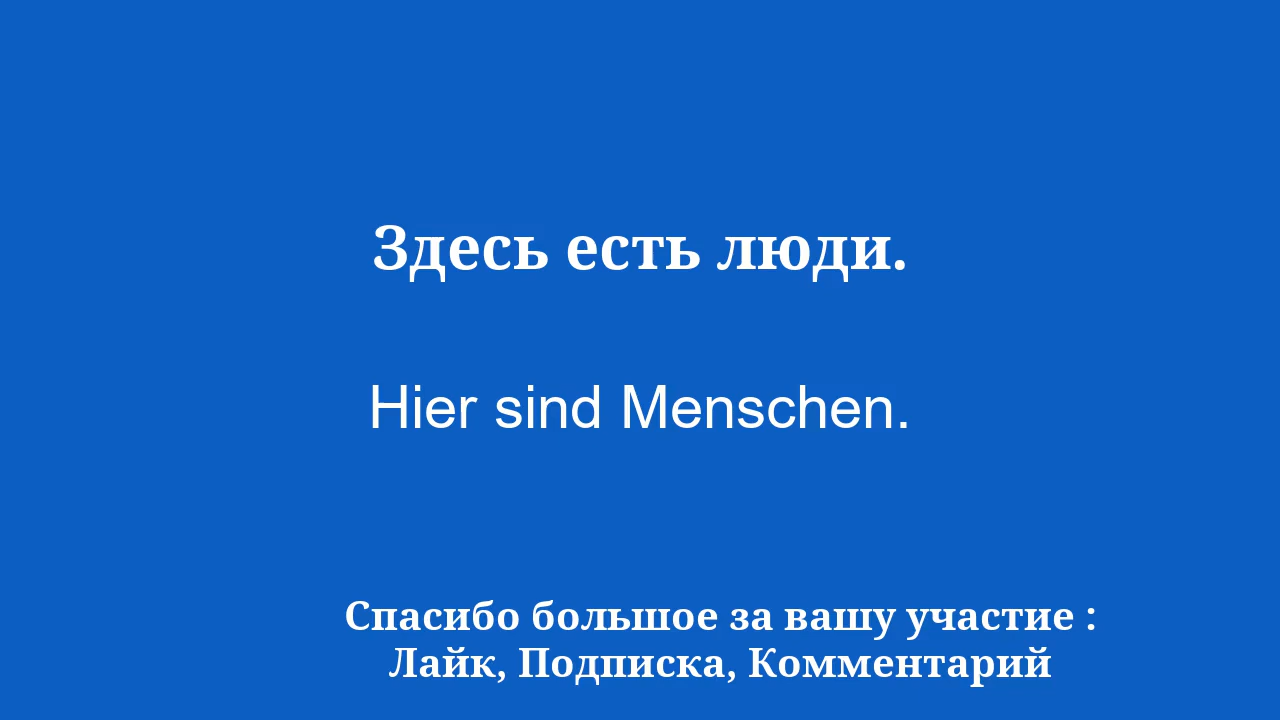 Здесь есть люди.
Hier sind Menschen.
Спасибо большое за вашу участие :
Лайк, Подписка, Комментарий